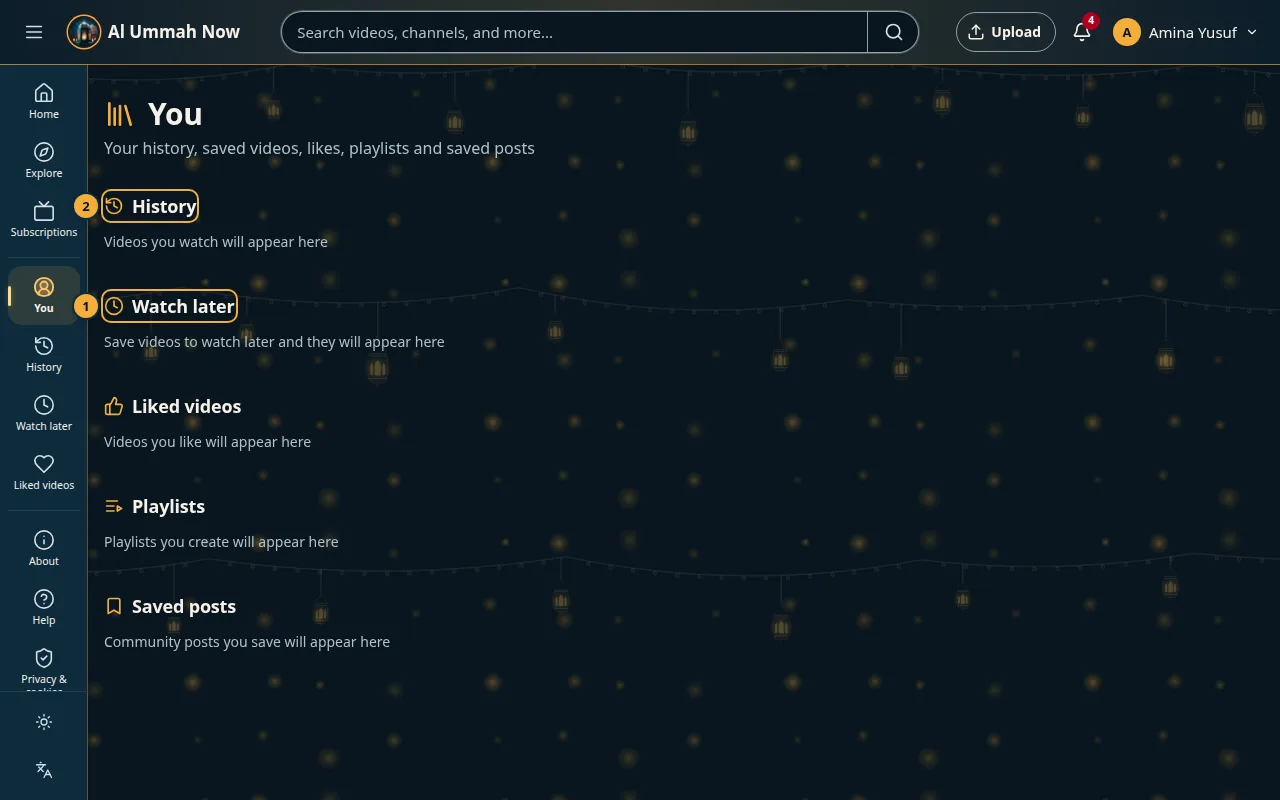 Al Ummah Now
Search videos, channels, and more...
Upload
4
A
Amina Yusuf
Home
Explore
Subscriptions
You
History
Watch later
Liked videos
About
Help
Privacy &
cookies
You
Your history, saved videos, likes, playlists and saved posts
2
History
Videos you watch will appear here
1
Watch later
Save videos to watch later and they will appear here
Liked videos
Videos you like will appear here
Playlists
Playlists you create will appear here
Saved posts
Community posts you save will appear here